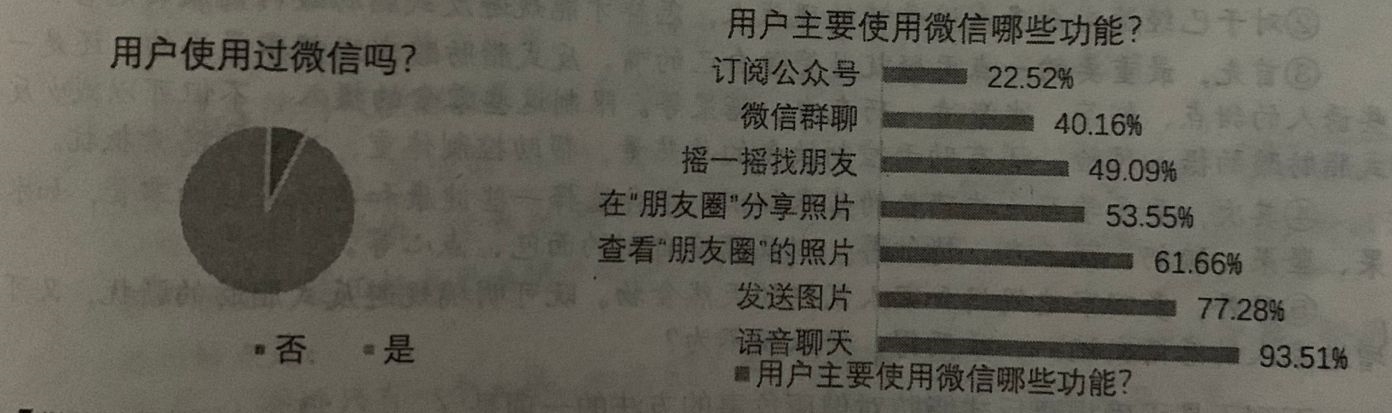 用户使用过微信吗?
否 是
用户主要使用微信哪些功能?
订阅公众号 22.52%
微信群聊 40.16%
摇一摇找朋友 49.09%
在“朋友圈”分享照片 53.55%
查看“朋友圈”的照片 61.66%
发送图片 77.28%
语音聊天 93.51%
用户主要使用微信哪些功能?